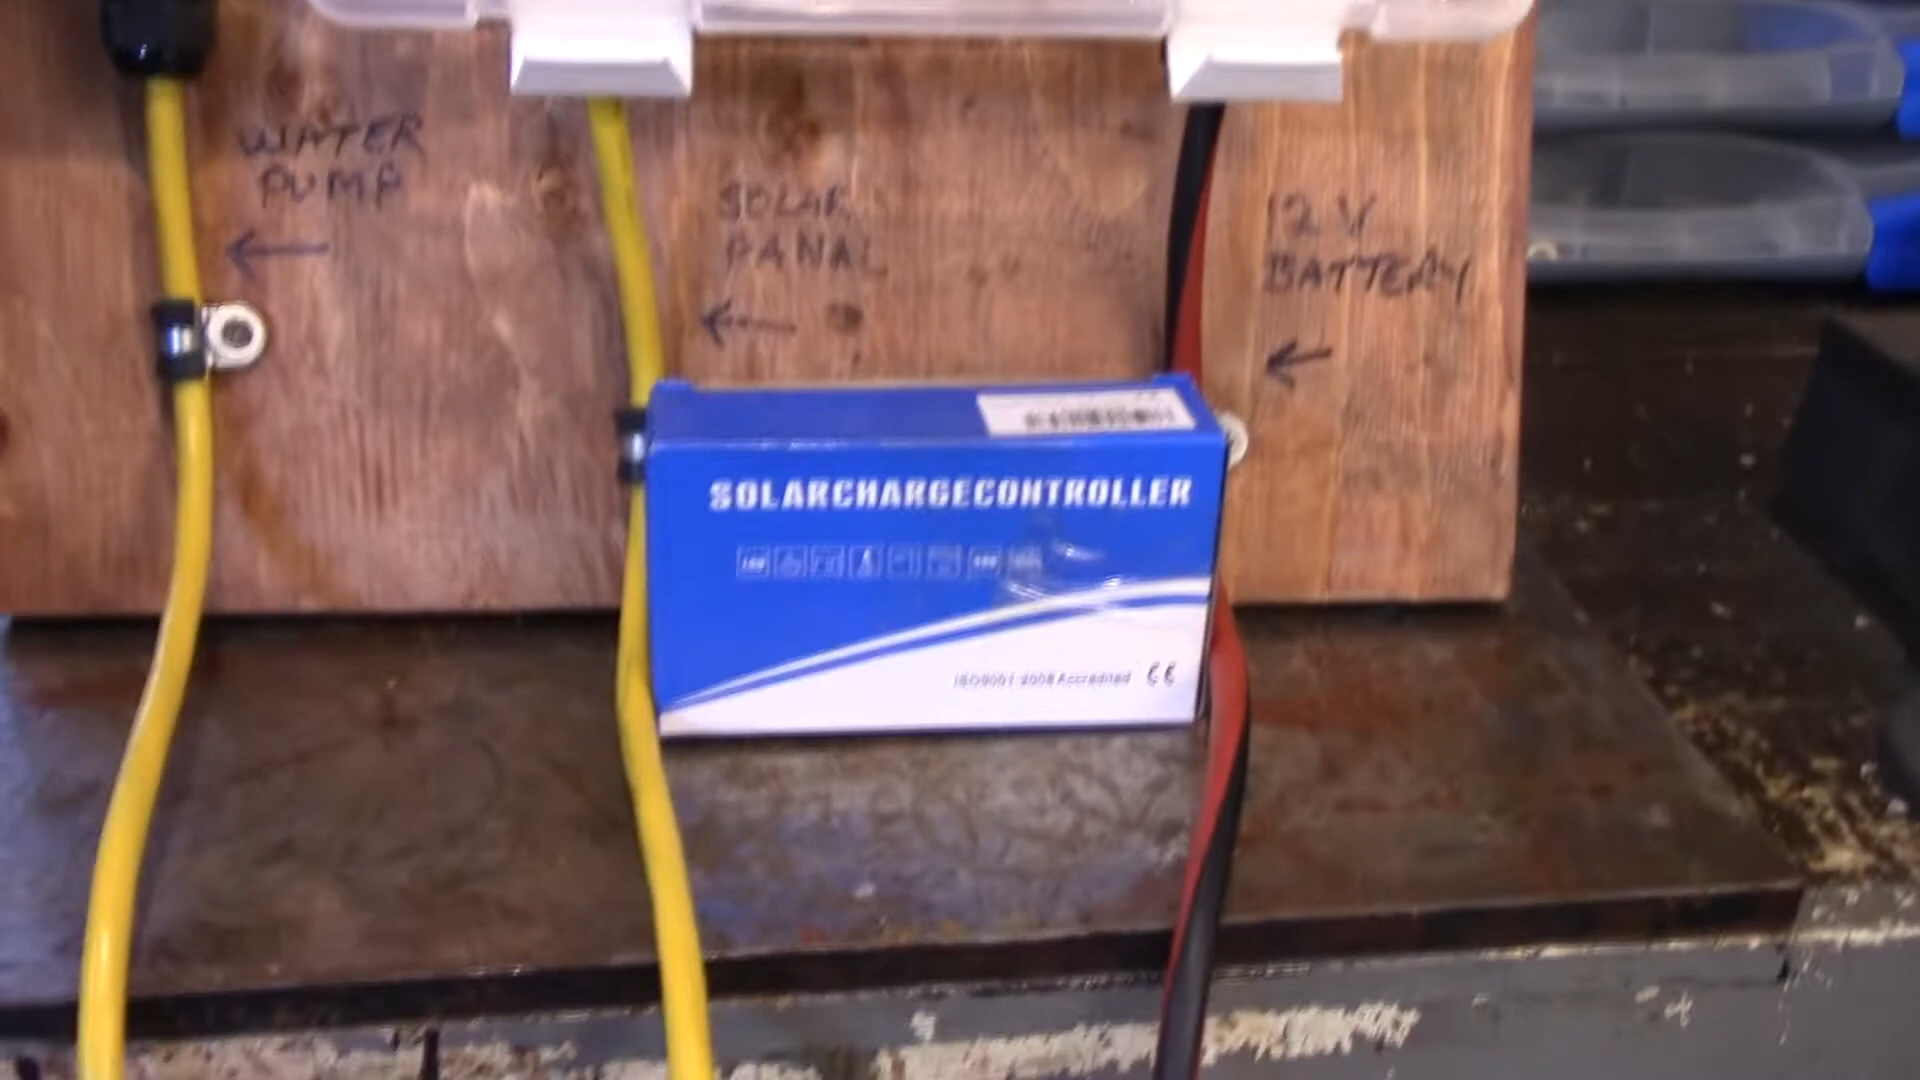 WATER
PUMP
SOLAR
PANAL
12 V
BATTERY
SOLARCHARGECONTROLLER
ISO9001:2008 Accredited CE